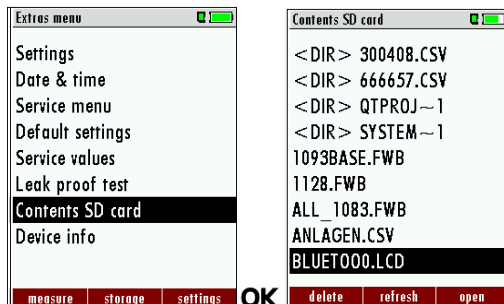 Extras menu
Settings
Date & time
Service menu
Default settings
Service values
Leak proof test
Contents SD card
Device info
measure storage settings
OK
Contents SD card
<DIR> 300408.CSV
<DIR> 666657.CSV
<DIR> QTPROJ~1
<DIR> SYSTEM~1
1093BASE.FWB
1128.FWB
ALL_1083.FWB
ANLAGEN.CSV
BLUETOOO.LCD
delete refresh open